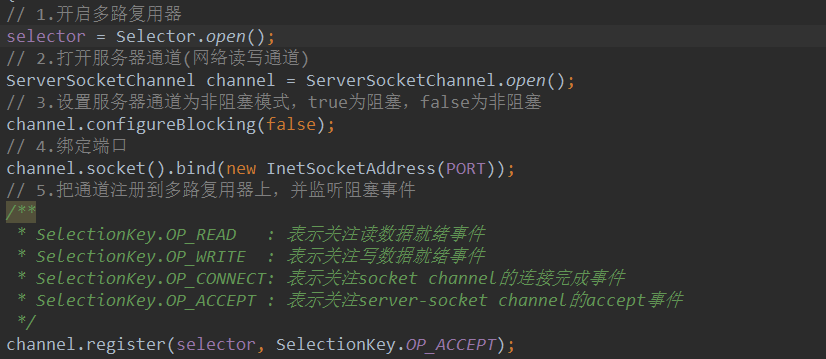 // 1.开启多路复用器
selector = Selector.open();
// 2.打开服务器通道(网络读写通道)
ServerSocketChannel channel = ServerSocketChannel.open();
// 3.设置服务器通道为非阻塞模式，true为阻塞，false为非阻塞
channel.configureBlocking(false);
// 4.绑定端口
channel.socket().bind(new InetSocketAddress(PORT));
// 5.把通道注册到多路复用器上，并监听阻塞事件
/**
 * SelectionKey.OP_READ   : 表示关注读数据就绪事件
 * SelectionKey.OP_WRITE  : 表示关注写数据就绪事件
 * SelectionKey.OP_CONNECT: 表示关注socket channel的连接完成事件
 * SelectionKey.OP_ACCEPT : 表示关注server-socket channel的accept事件
 */
channel.register(selector, SelectionKey.OP_ACCEPT);